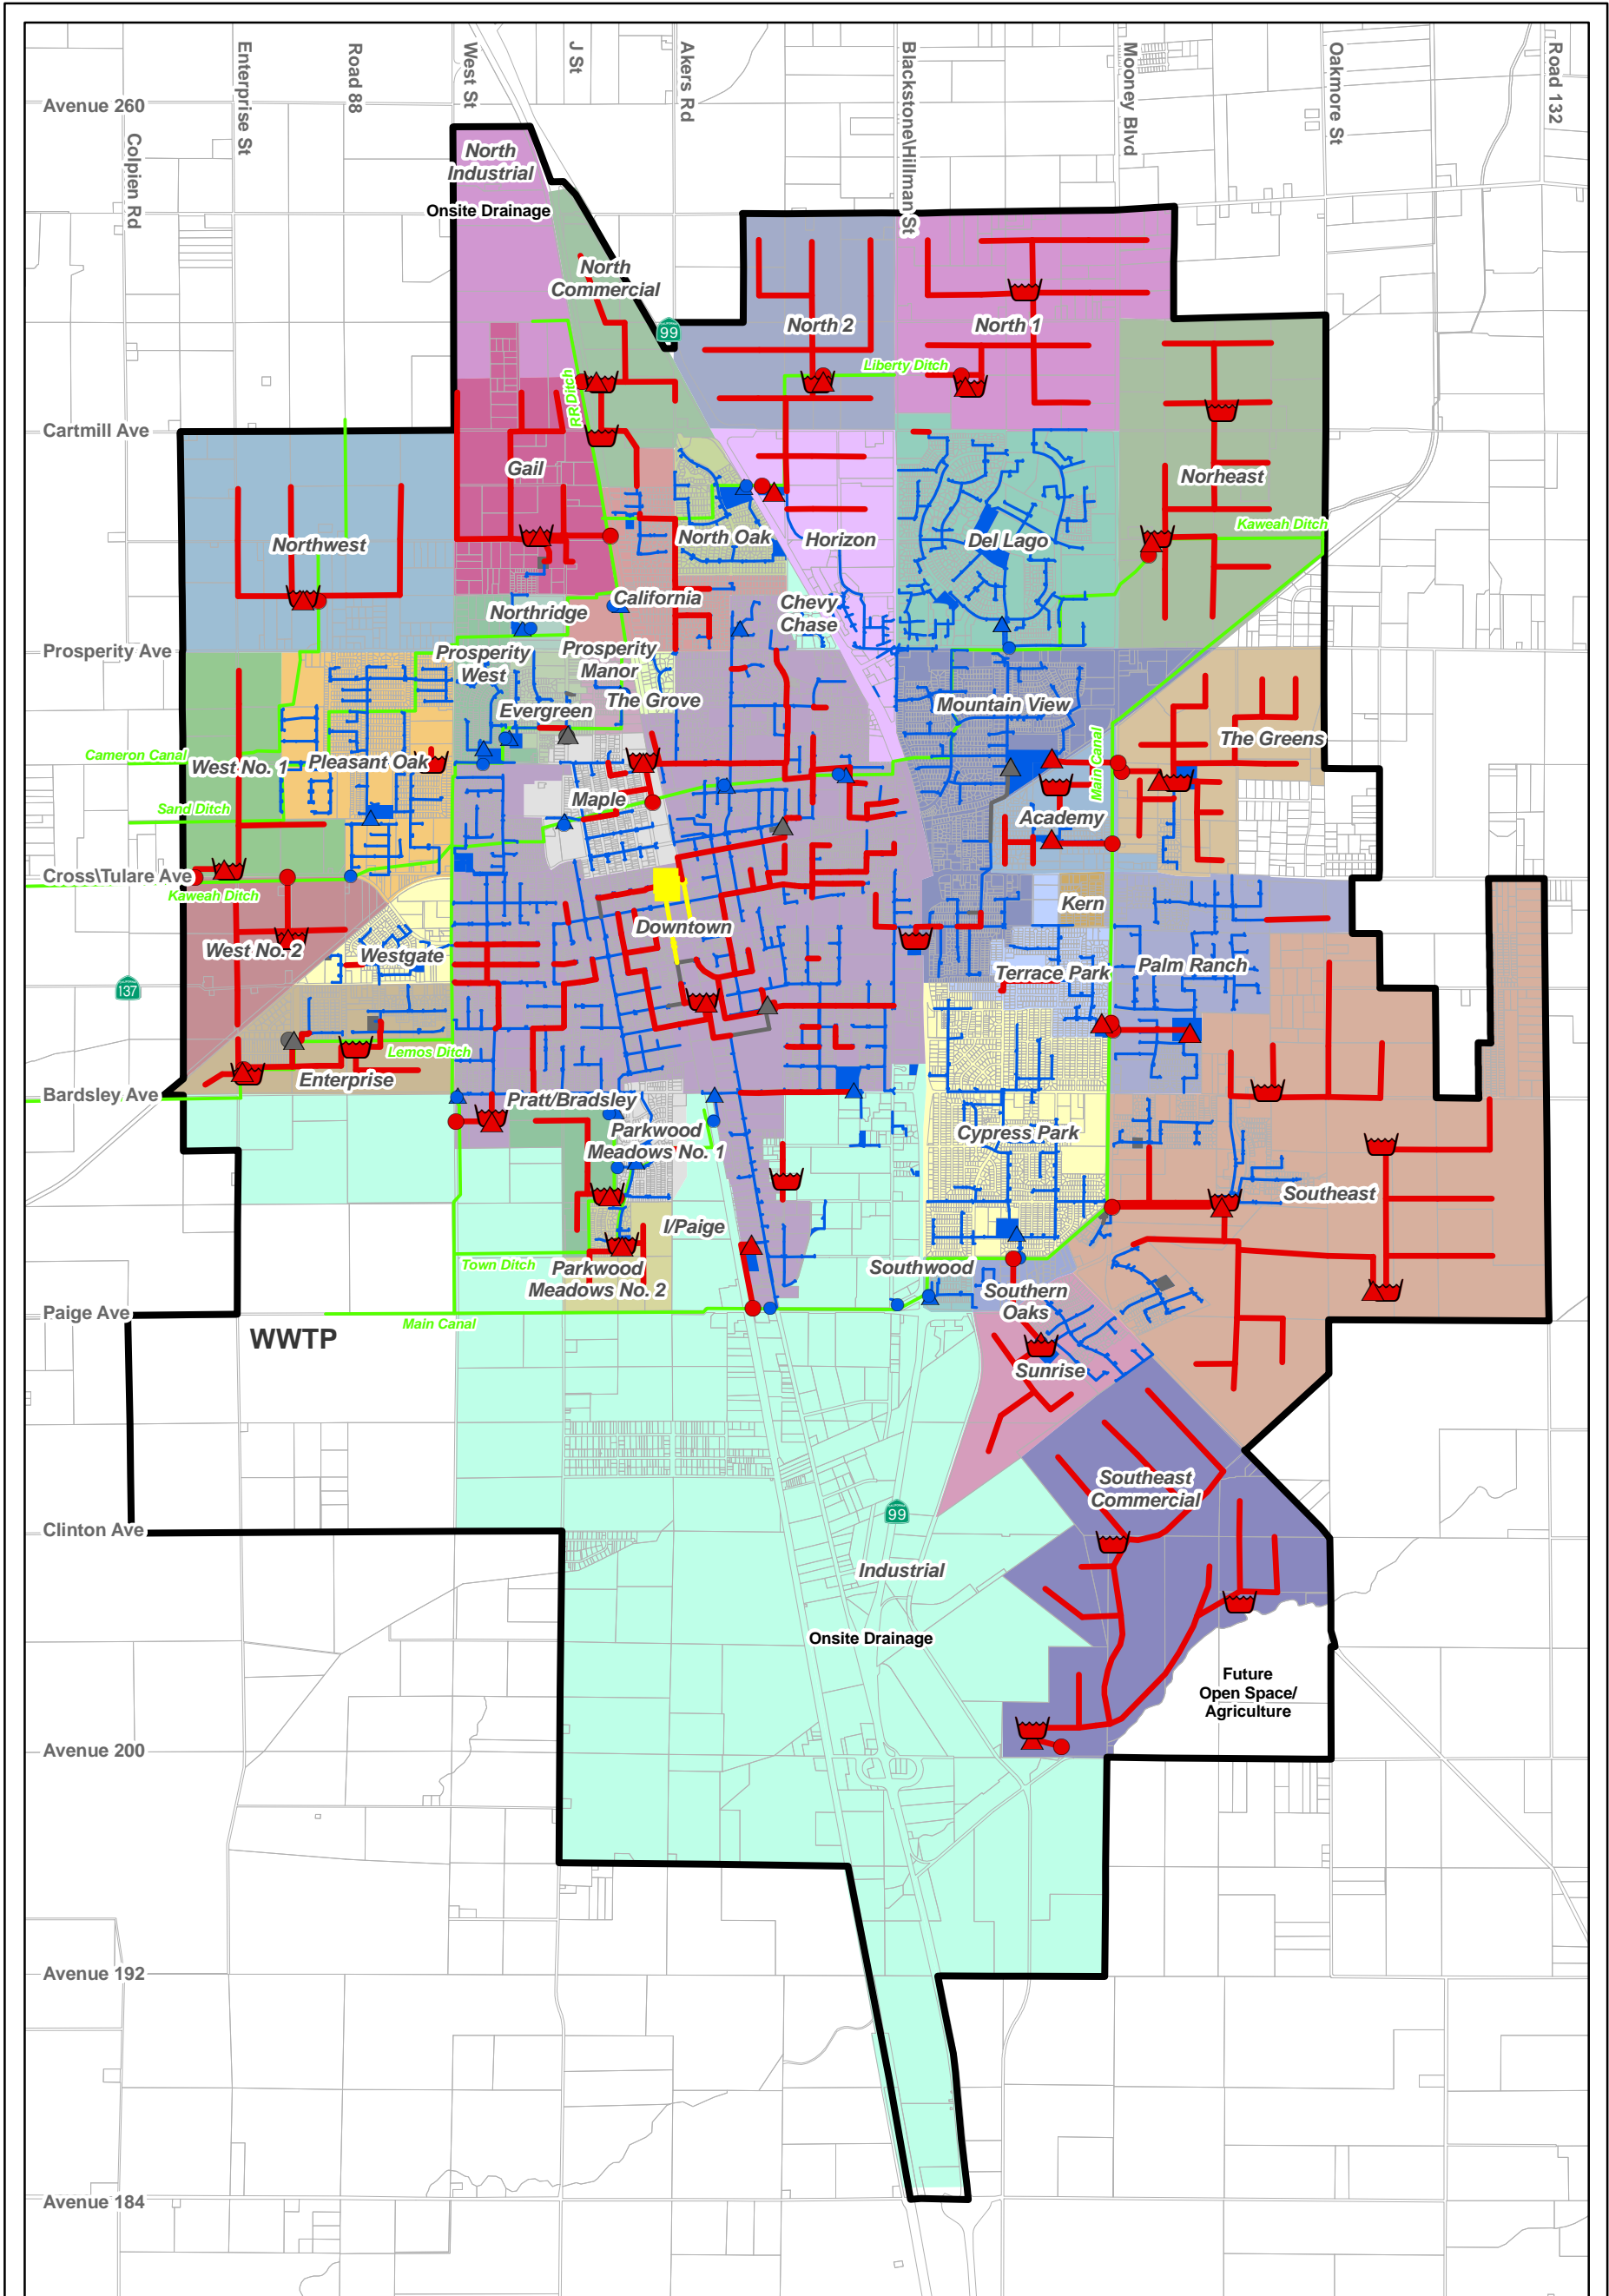 Enterprise St
Road 88
West St
J St
Akers Rd
Blackstone\Hillman St
Mooney Blvd
Oakmore St
Road 132
Avenue 260
Colpien Rd
North
Industrial
Onsite Drainage
North
Commercial
99
North 2
North 1
Liberty Ditch
RR Ditch
Cartmill Ave
Gail
Norheast
Kaweah Ditch
Northwest
North Oak
Horizon
Del Lago
California
Chevy
Chase
Northridge
Prosperity Ave
Prosperity
West
Prosperity
Manor
The Grove
Evergreen
Mountain View
The Greens
Cameron Canal
West No. 1
Pleasant Oak
Main Canal
Sand Ditch
Maple
Academy
Cross\Tulare Ave
Kaweah Ditch
Kern
West No. 2
Westgate
Downtown
Terrace Park
Palm Ranch
137
Lemos Ditch
Enterprise
Bardsley Ave
Pratt/Bradsley
Parkwood
Meadows No. 1
Cypress Park
Southeast
I/Paige
Town Ditch
Parkwood
Meadows No. 2
Southwood
Southern
Oaks
Paige Ave
Main Canal
WWTP
Sunrise
Southeast
Commercial
99
Clinton Ave
Industrial
Onsite Drainage
Future
Open Space/
Agriculture
Avenue 200
Avenue 192
Avenue 184